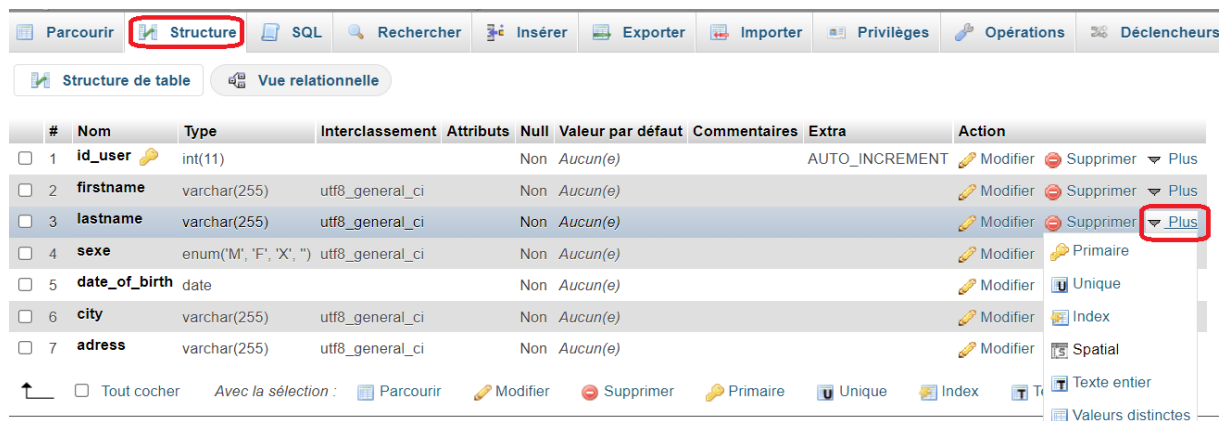 Parcourir Structure SQL Rechercher Insérer Exporter Importer Privilèges Opérations Déclencheurs
Structure de table Vue relationnelle
# Nom Type Interclassement Attributs Null Valeur par défaut Commentaires Extra Action
1 id_user int(11) Non Aucun(e) AUTO_INCREMENT Modifier Supprimer Plus
2 firstname varchar(255) utf8_general_ci Non Aucun(e) Modifier Supprimer Plus
3 lastname varchar(255) utf8_general_ci Non Aucun(e) Modifier Supprimer Plus
4 sexe enum('M', 'F', 'X', '') utf8_general_ci Non Aucun(e) Modifier Primaire
5 date_of_birth date Non Aucun(e) Modifier Unique
6 city varchar(255) utf8_general_ci Non Aucun(e) Modifier Index
7 adress varchar(255) utf8_general_ci Non Aucun(e) Modifier Spatial
Tout cocher Avec la sélection : Parcourir Modifier Supprimer Primaire Unique Index Texte entier
Valeurs distinctes